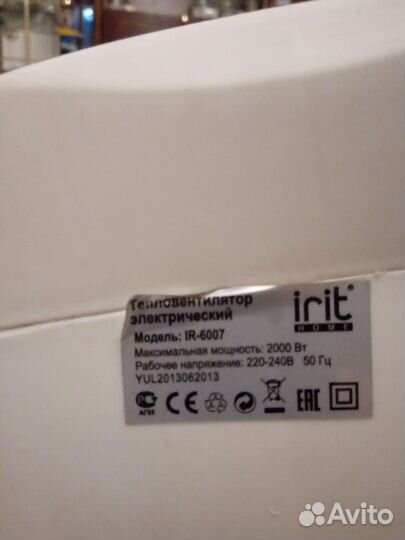 Тепловентилятор
электрический
Модель: IR-6007
Максимальная мощность: 2000 Вт
Рабочее напряжение: 220-240В 50 Гц
YUL2013062013
irit
HOME
АГ03
CE
EAC
Avito